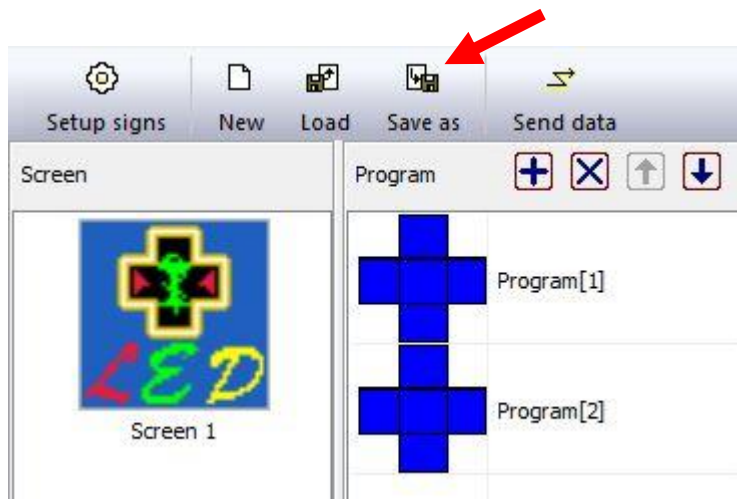 Setup signs New Load Save as Send data
Screen Program
Program[1]
LED
Screen 1
Program[2]